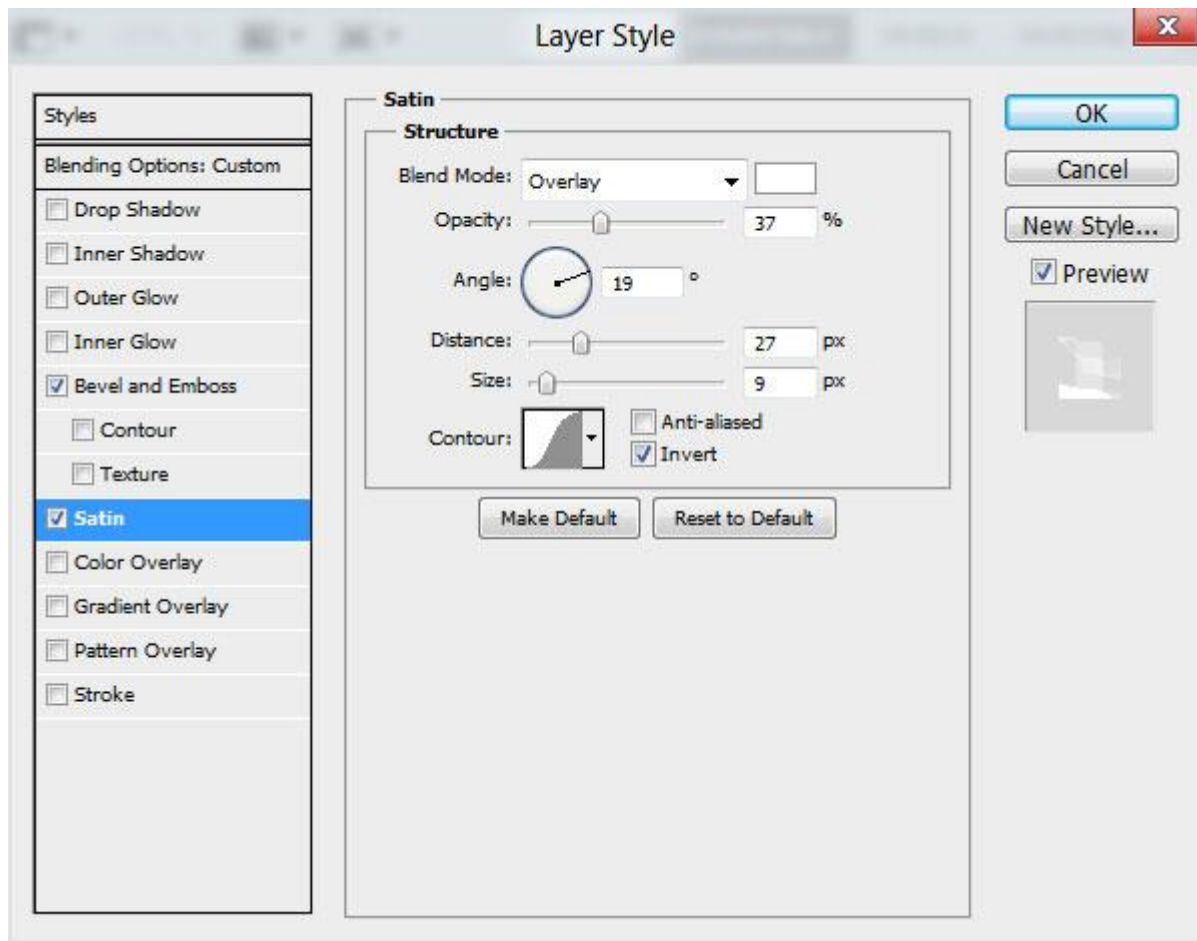 Layer Style
X
Styles
Blending Options: Custom
Drop Shadow
Inner Shadow
Outer Glow
Inner Glow
Bevel and Emboss
Contour
Texture
Satin
Color Overlay
Gradient Overlay
Pattern Overlay
Stroke
Satin
Structure
Blend Mode: Overlay
Opacity: 37 %
Angle: 19 °
Distance: 27 px
Size: 9 px
Contour: Anti-aliased
Invert
Make Default Reset to Default
OK
Cancel
New Style...
Preview